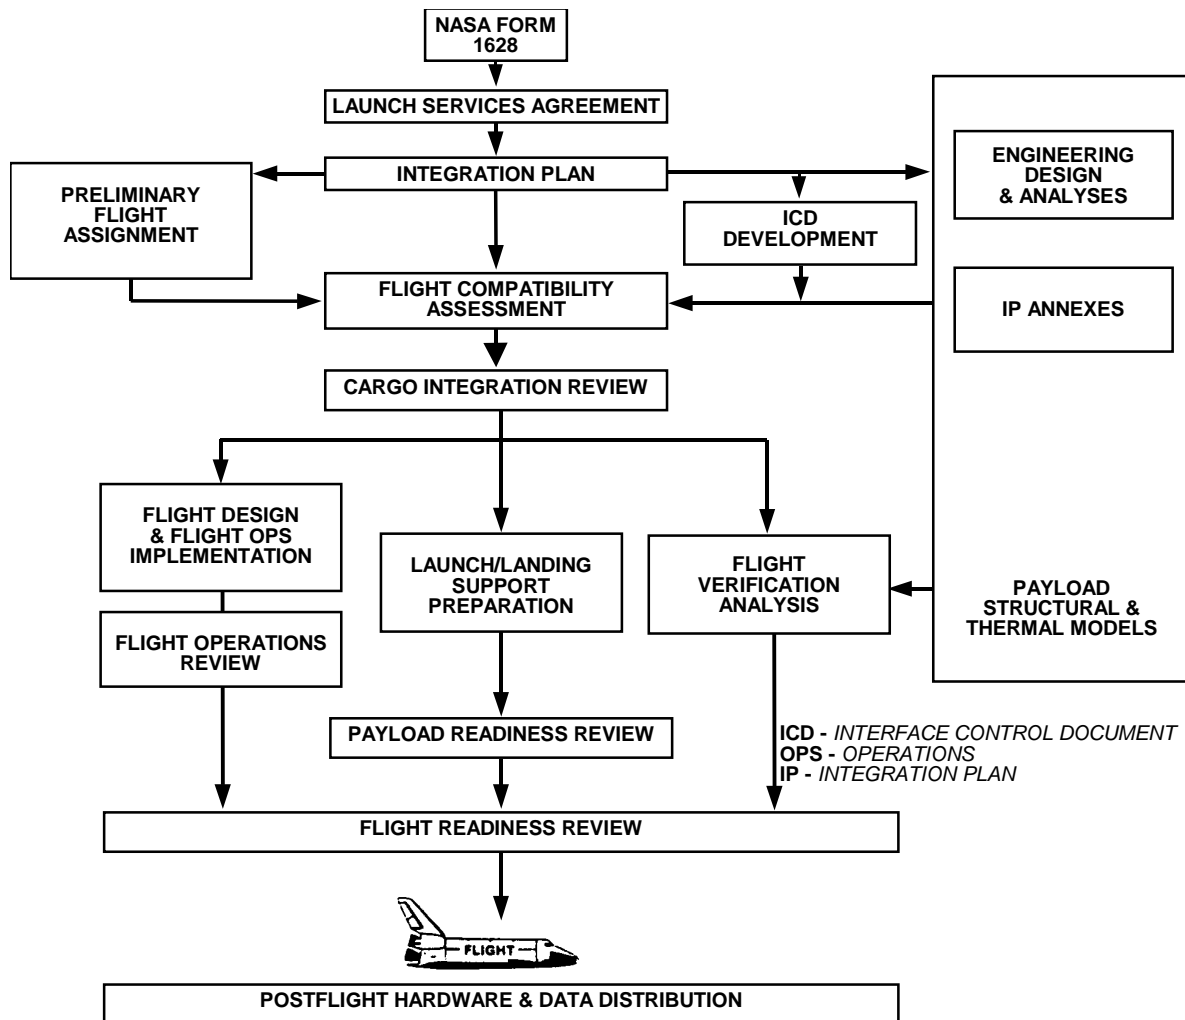 NASA FORM
1628
LAUNCH SERVICES AGREEMENT
INTEGRATION PLAN
PRELIMINARY
FLIGHT
ASSIGNMENT
ICD
DEVELOPMENT
ENGINEERING
DESIGN
& ANALYSES
FLIGHT COMPATIBILITY
ASSESSMENT
IP ANNEXES
CARGO INTEGRATION REVIEW
FLIGHT DESIGN
& FLIGHT OPS
IMPLEMENTATION
LAUNCH/LANDING
SUPPORT
PREPARATION
FLIGHT
VERIFICATION
ANALYSIS
PAYLOAD
STRUCTURAL &
THERMAL MODELS
FLIGHT OPERATIONS
REVIEW
PAYLOAD READINESS REVIEW
ICD - INTERFACE CONTROL DOCUMENT
OPS - OPERATIONS
IP - INTEGRATION PLAN
FLIGHT READINESS REVIEW
FLIGHT
POSTFLIGHT HARDWARE & DATA DISTRIBUTION